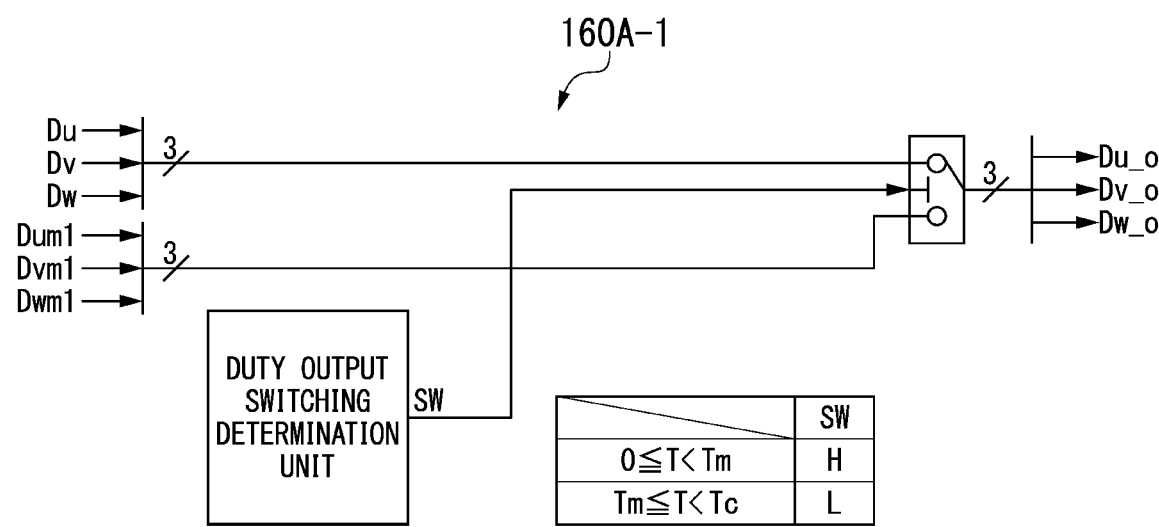 160A-1
Du
Dv
Dw
3
Dum1
Dvm1
Dwm1
3
3
Du_o
Dv_o
Dw_o
DUTY OUTPUT
SWITCHING
DETERMINATION
UNIT
SW
SW
0≦T<Tm H
Tm≦T<Tc L